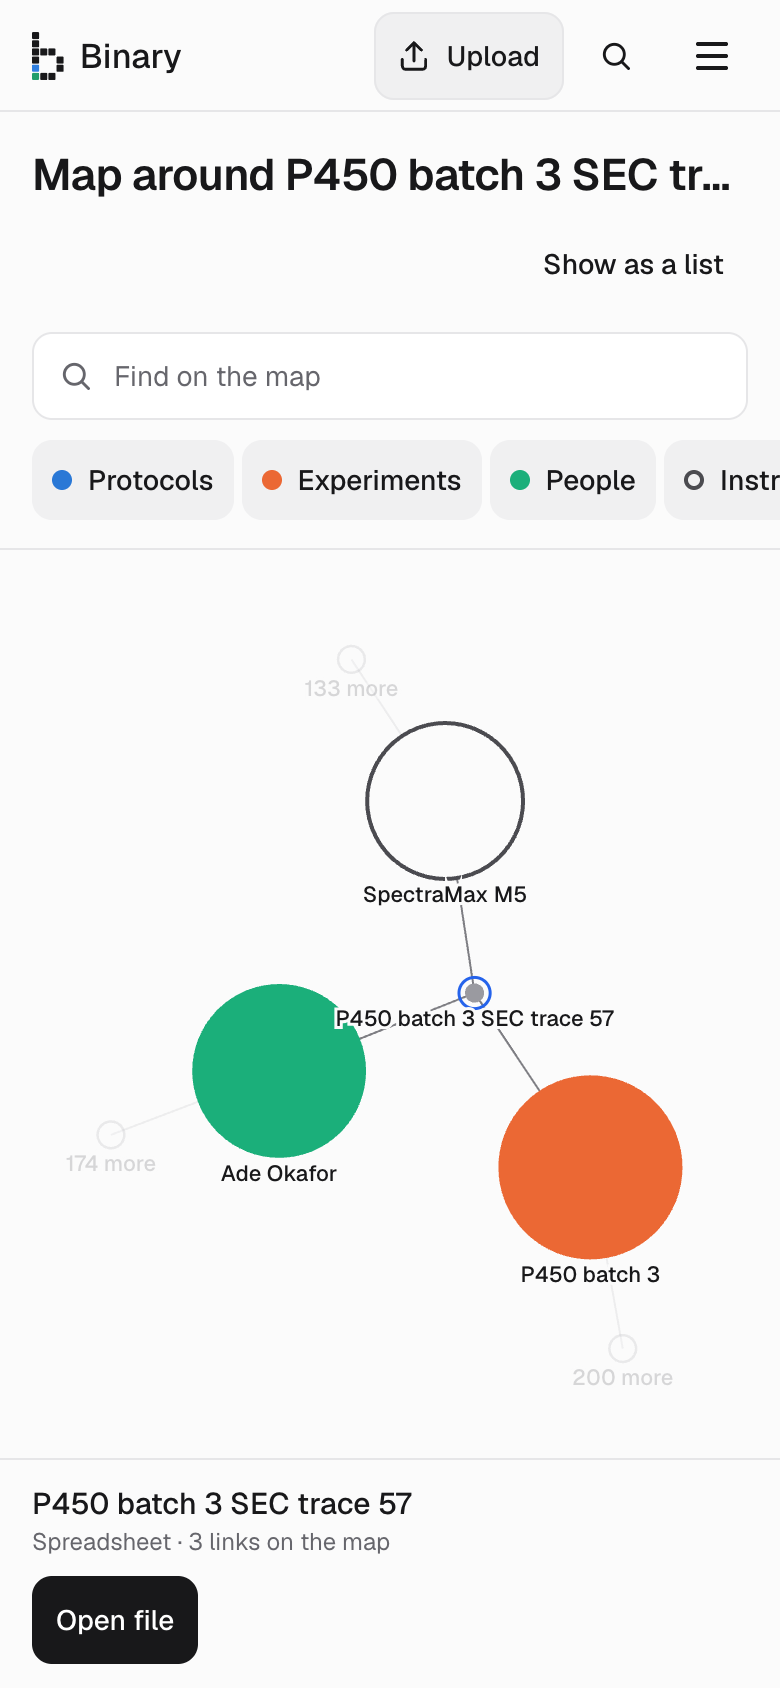 Binary
Upload
Map around P450 batch 3 SEC tr...
Show as a list
Find on the map
Protocols
Experiments
People
Instr
133 more
SpectraMax M5
P450 batch 3 SEC trace 57
174 more
Ade Okafor
P450 batch 3
200 more
P450 batch 3 SEC trace 57
Spreadsheet · 3 links on the map
Open file